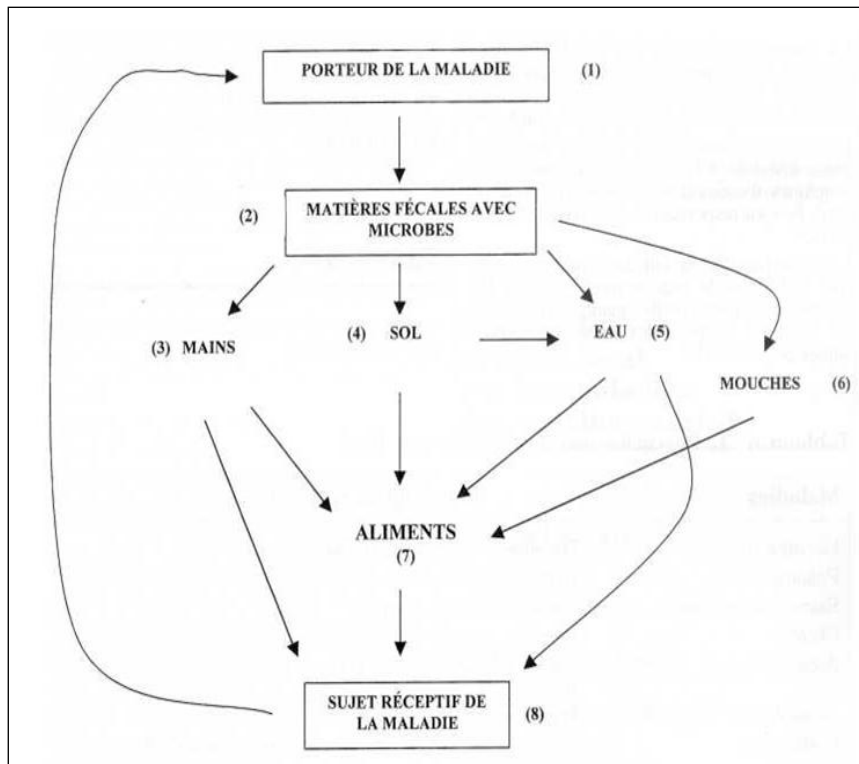 PORTEUR DE LA MALADIE (1)
(2) MATIÈRES FÉCALES AVEC
MICROBES
(3) MAINS (4) SOL EAU (5)
MOUCHES (6)
ALIMENTS
(7)
SUJET RÉCEPTIF DE
LA MALADIE (8)